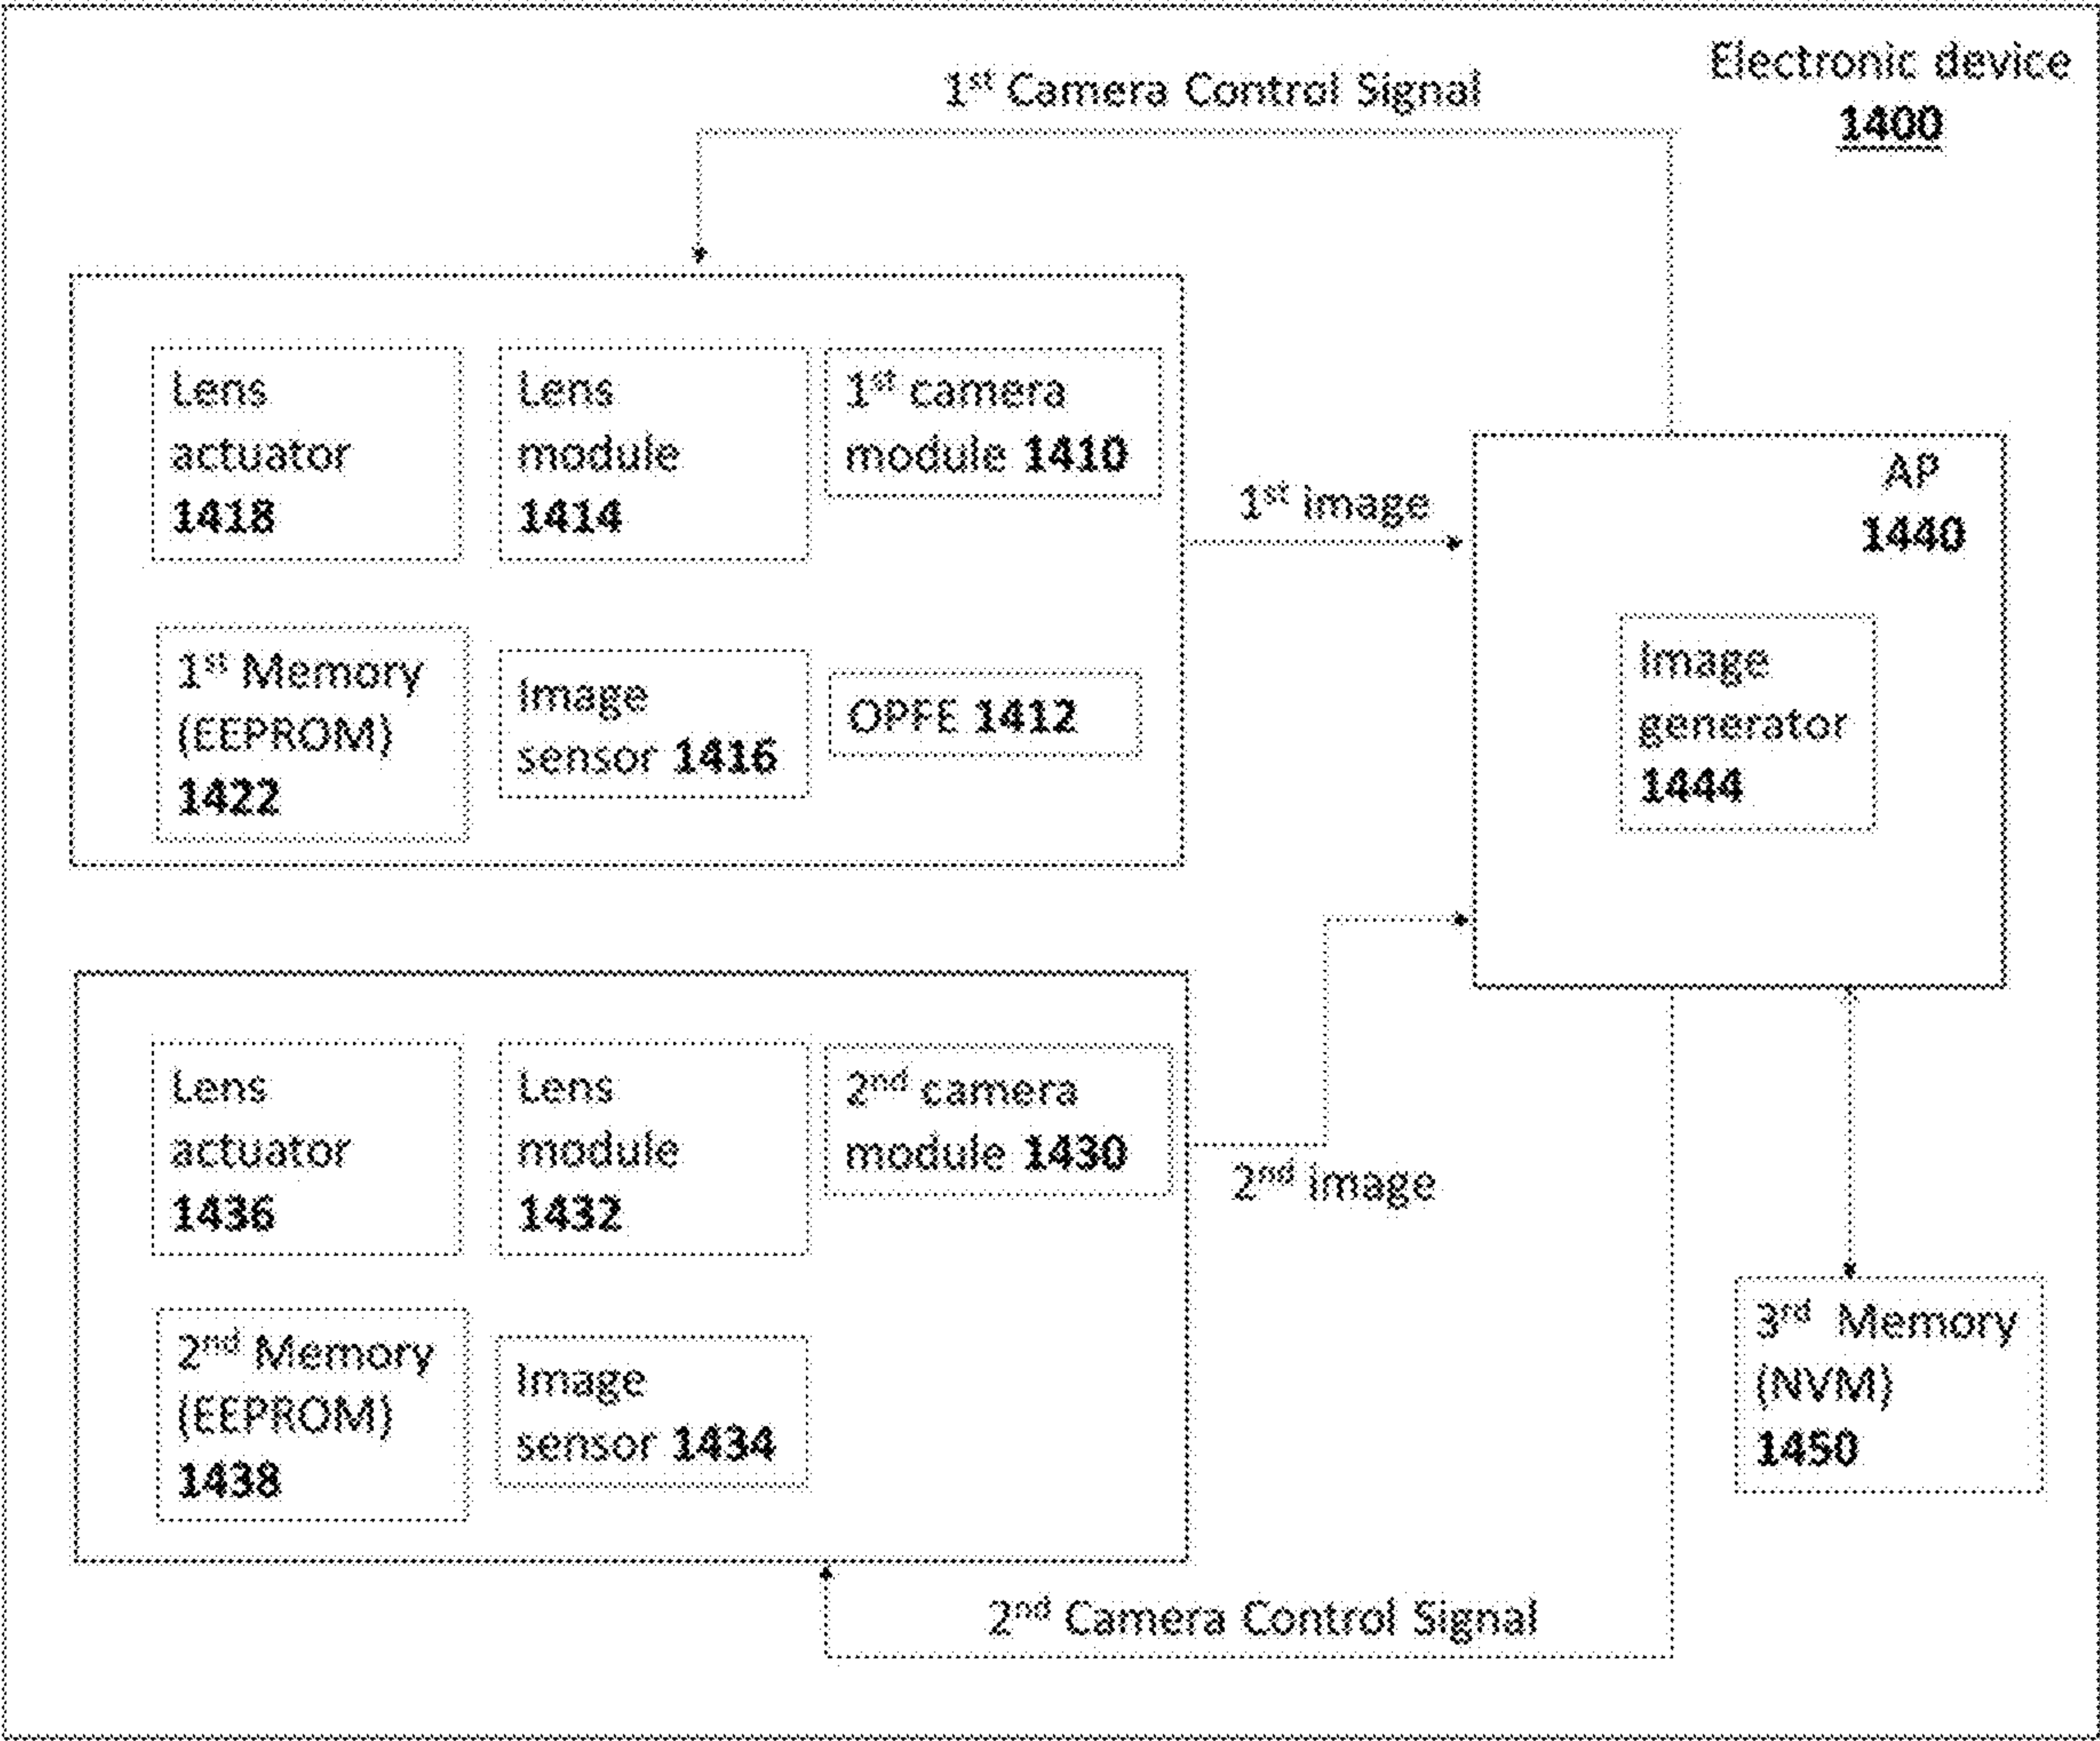 Electronic device
1400
1st Camera Control Signal
Lens
actuator
1418
Lens
module
1414
1st camera
module 1410
1st Memory
(EEPROM)
1422
Image
sensor 1416
OPFE 1412
1st image
AP
1440
Image
generator
1444
Lens
actuator
1436
Lens
module
1432
2nd camera
module 1430
2nd Memory
(EEPROM)
1438
Image
sensor 1434
2nd image
3rd Memory
(NVM)
1450
2nd Camera Control Signal